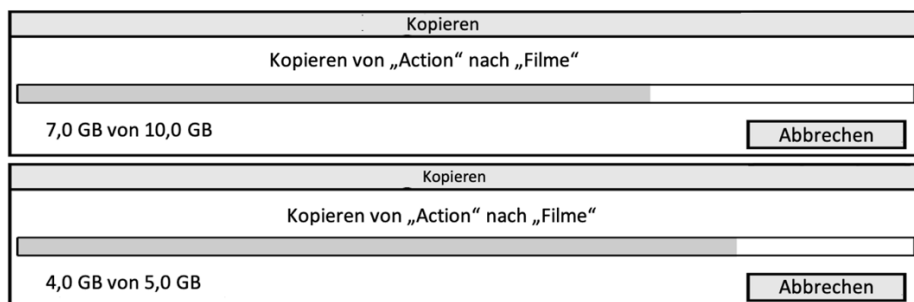 Kopieren
Kopieren von „Action“ nach „Filme“
7,0 GB von 10,0 GB
Abbrechen
Kopieren
Kopieren von „Action“ nach „Filme“
4,0 GB von 5,0 GB
Abbrechen